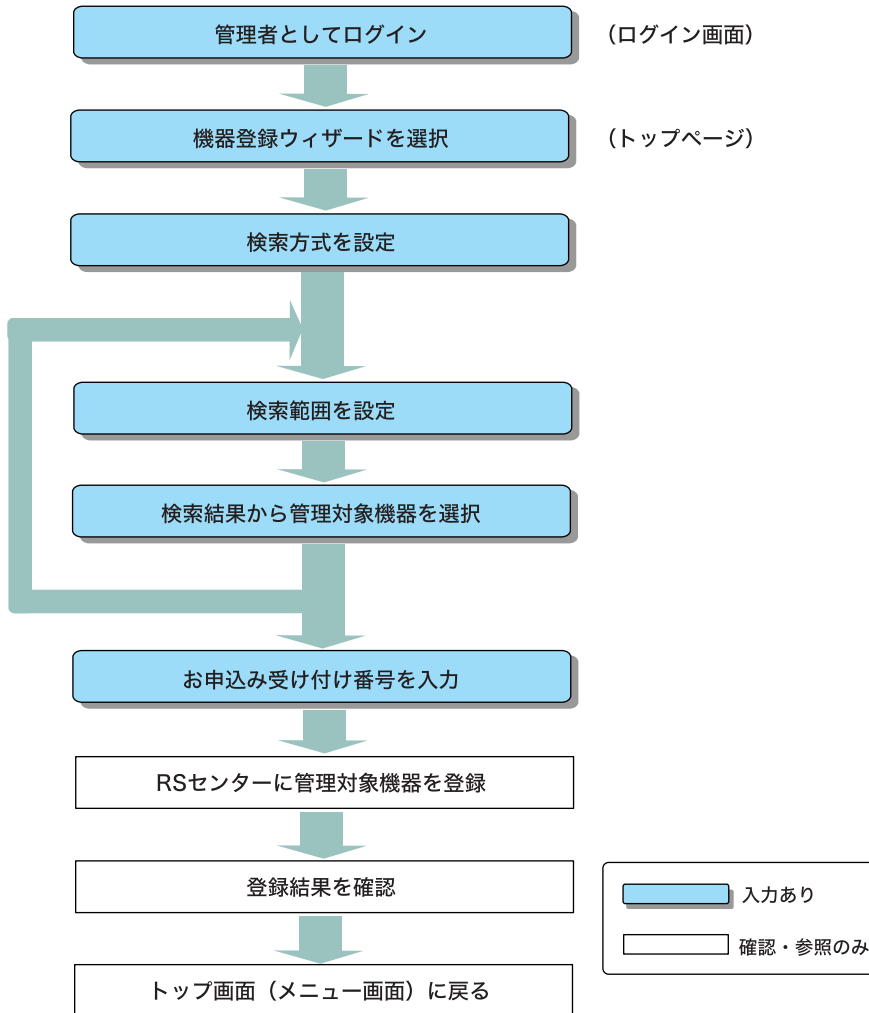 管理者としてログイン
（ログイン画面）
機器登録ウィザードを選択
（トップページ）
検索方式を設定
検索範囲を設定
検索結果から管理対象機器を選択
お申込み受け付け番号を入力
RSセンターに管理対象機器を登録
登録結果を確認
トップ画面（メニュー画面）に戻る
入力あり
確認・参照のみ